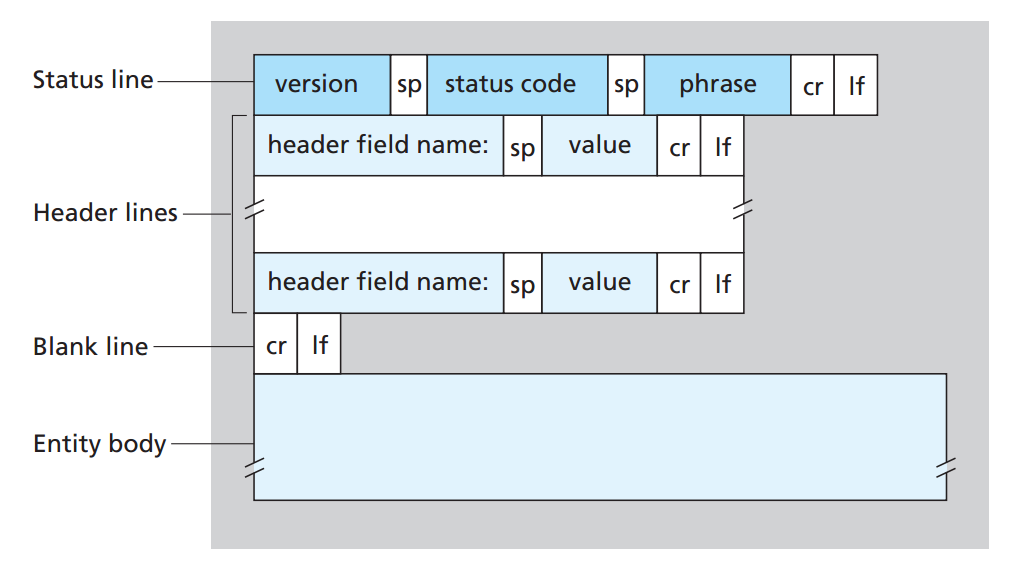 Status line version sp status code sp phrase cr lf
header field name: sp value cr lf
Header lines
header field name: sp value cr lf
Blank line cr lf
Entity body